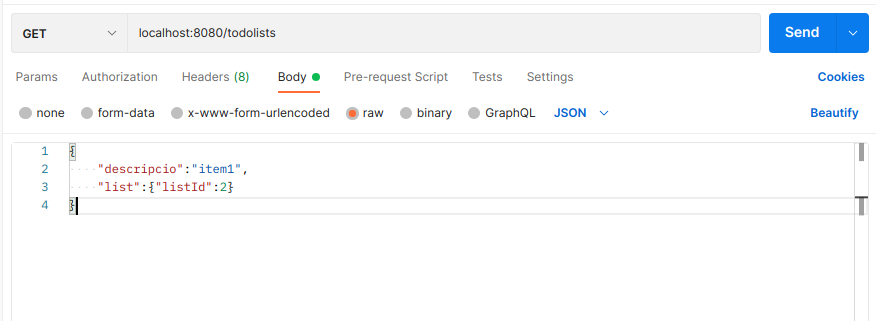 GET localhost:8080/todolists Send
Params Authorization Headers (8) Body Pre-request Script Tests Settings Cookies
none form-data x-www-form-urlencoded raw binary GraphQL JSON Beautify
1 {
2 "descripcio":"item1",
3 "list":{"listId":2}
4 }